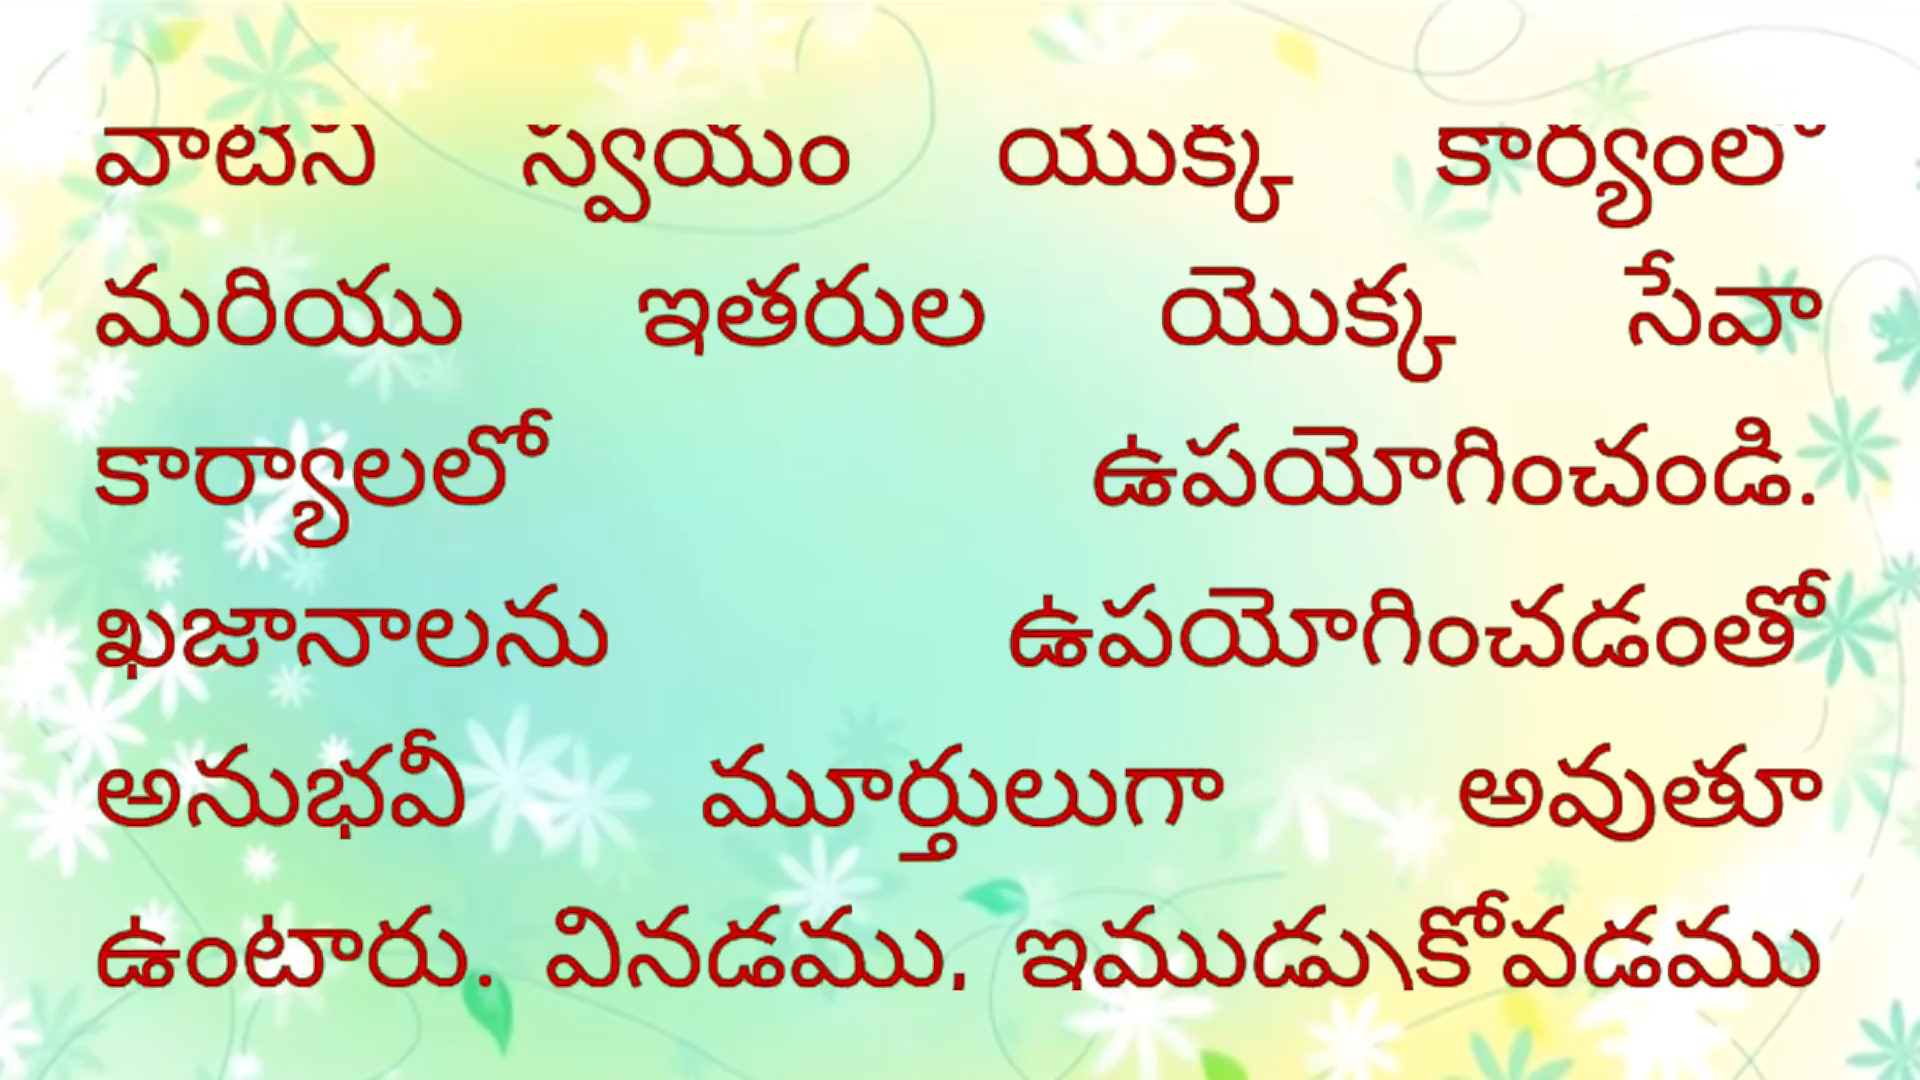 వాటిని స్వయం యొక్క కార్యంలో
మరియు ఇతరుల యొక్క సేవా
కార్యాలలో ఉపయోగించండి.
ఖజానాలను ఉపయోగించడంతో
అనుభవీ మూర్తులుగా అవుతూ
ఉంటారు. వినడము, ఇముడ్చుకోవడము